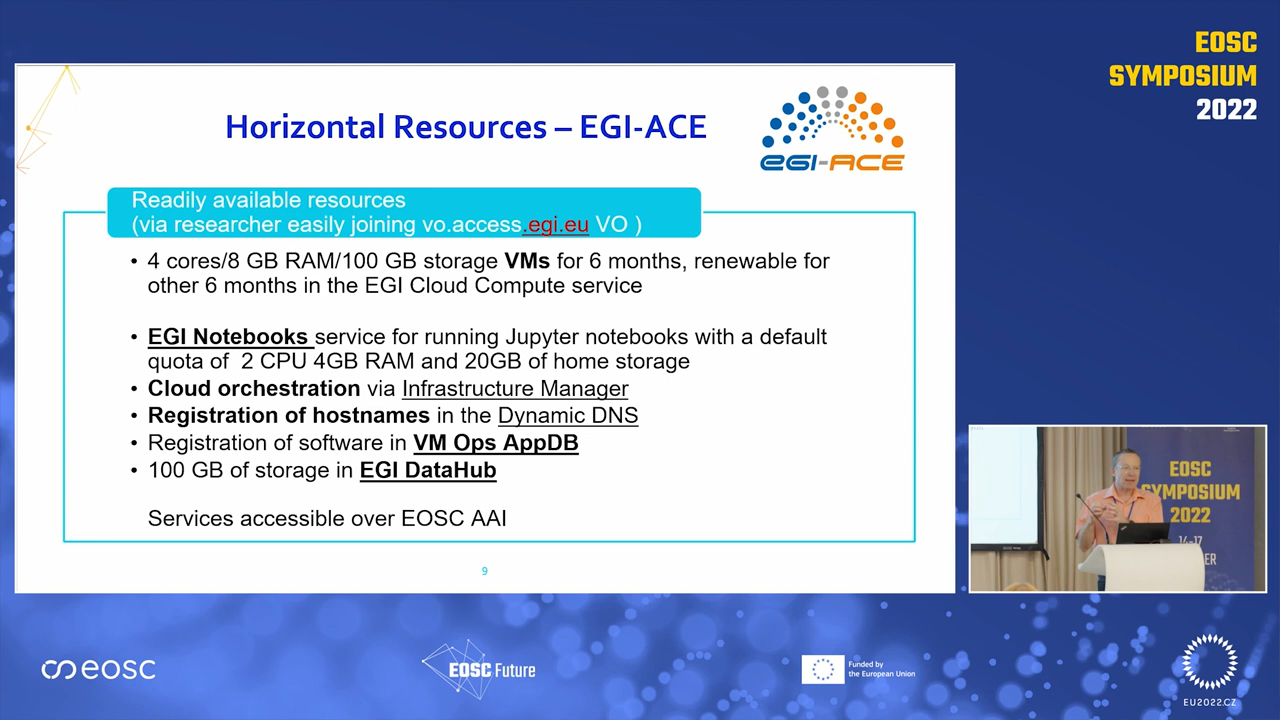 EOSC
SYMPOSIUM
2022
Horizontal Resources – EGI-ACE
EGI-ACE
Readily available resources
(via researcher easily joining vo.access.egi.eu VO )
• 4 cores/8 GB RAM/100 GB storage VMs for 6 months, renewable for
other 6 months in the EGI Cloud Compute service
• EGI Notebooks service for running Jupyter notebooks with a default
quota of 2 CPU 4GB RAM and 20GB of home storage
• Cloud orchestration via Infrastructure Manager
• Registration of hostnames in the Dynamic DNS
• Registration of software in VM Ops AppDB
• 100 GB of storage in EGI DataHub
Services accessible over EOSC AAI
9
EOSC
SYMPOSIUM
2022
14-17
eosc
EOSC Future
Funded by
the European Union
EU2022.CZ